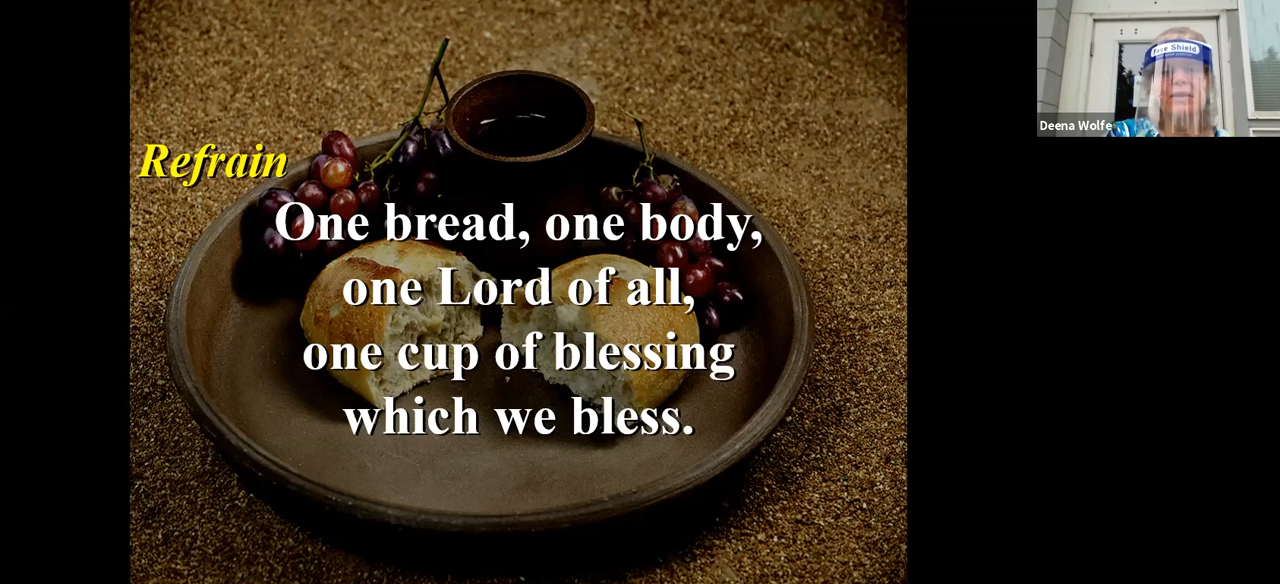 Refrain
One bread, one body,
one Lord of all,
one cup of blessing
which we bless.
Face Shield
Deena Wolfe